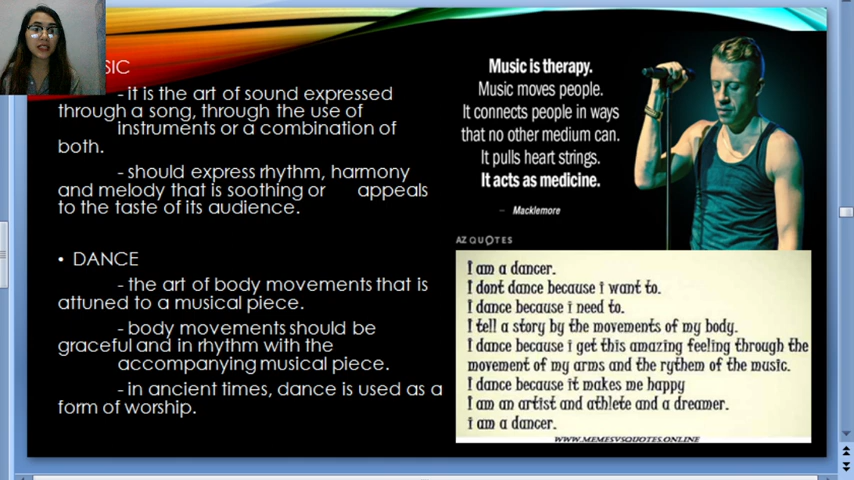 SIC
- it is the art of sound expressed
through a song, through the use of
instruments or a combination of
both.
- should express rhythm, harmony
and melody that is soothing or appeals
to the taste of its audience.
• DANCE
- the art of body movements that is
attuned to a musical piece.
- body movements should be
graceful and in rhythm with the
accompanying musical piece.
- in ancient times, dance is used as a
form of worship.
Music is therapy.
Music moves people.
It connects people in ways
that no other medium can.
It pulls heart strings.
It acts as medicine.
– Macklemore
AZ QUOTES
I am a dancer.
I dont dance because i want to.
I dance because i need to.
I tell a story by the movements of my body.
I dance because i get this amazing feeling through the
movement of my arms and the rythem of the music.
I dance because it makes me happy
I am an artist and athlete and a dreamer.
i am a dancer.
WWW.MEMESVSQUOTES.ONLINE